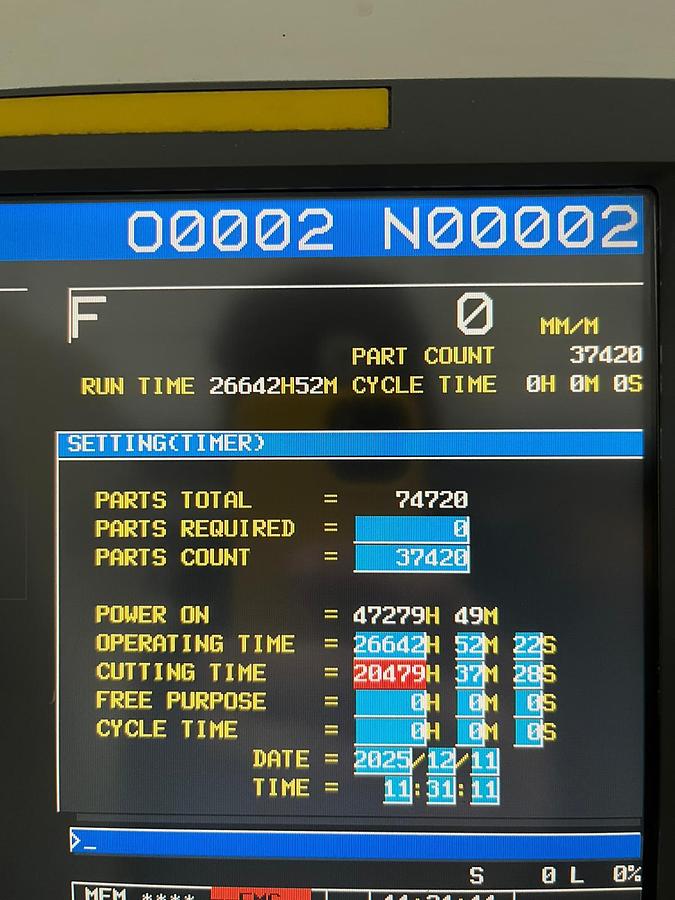 O0002 N00002
F 0 MM/M
PART COUNT 37420
RUN TIME 26642H52M CYCLE TIME 0H 0M 0S
SETTING(TIMER)
PARTS TOTAL = 74720
PARTS REQUIRED = 0
PARTS COUNT = 37420
POWER ON = 47279H 49M
OPERATING TIME = 26642H 52M 22S
CUTTING TIME = 20479H 37M 28S
FREE PURPOSE = 0H 0M 0S
CYCLE TIME = 0H 0M 0S
DATE = 2025/12/11
TIME = 11:31:11
>_
S 0 L 0%
MEM **** EMG